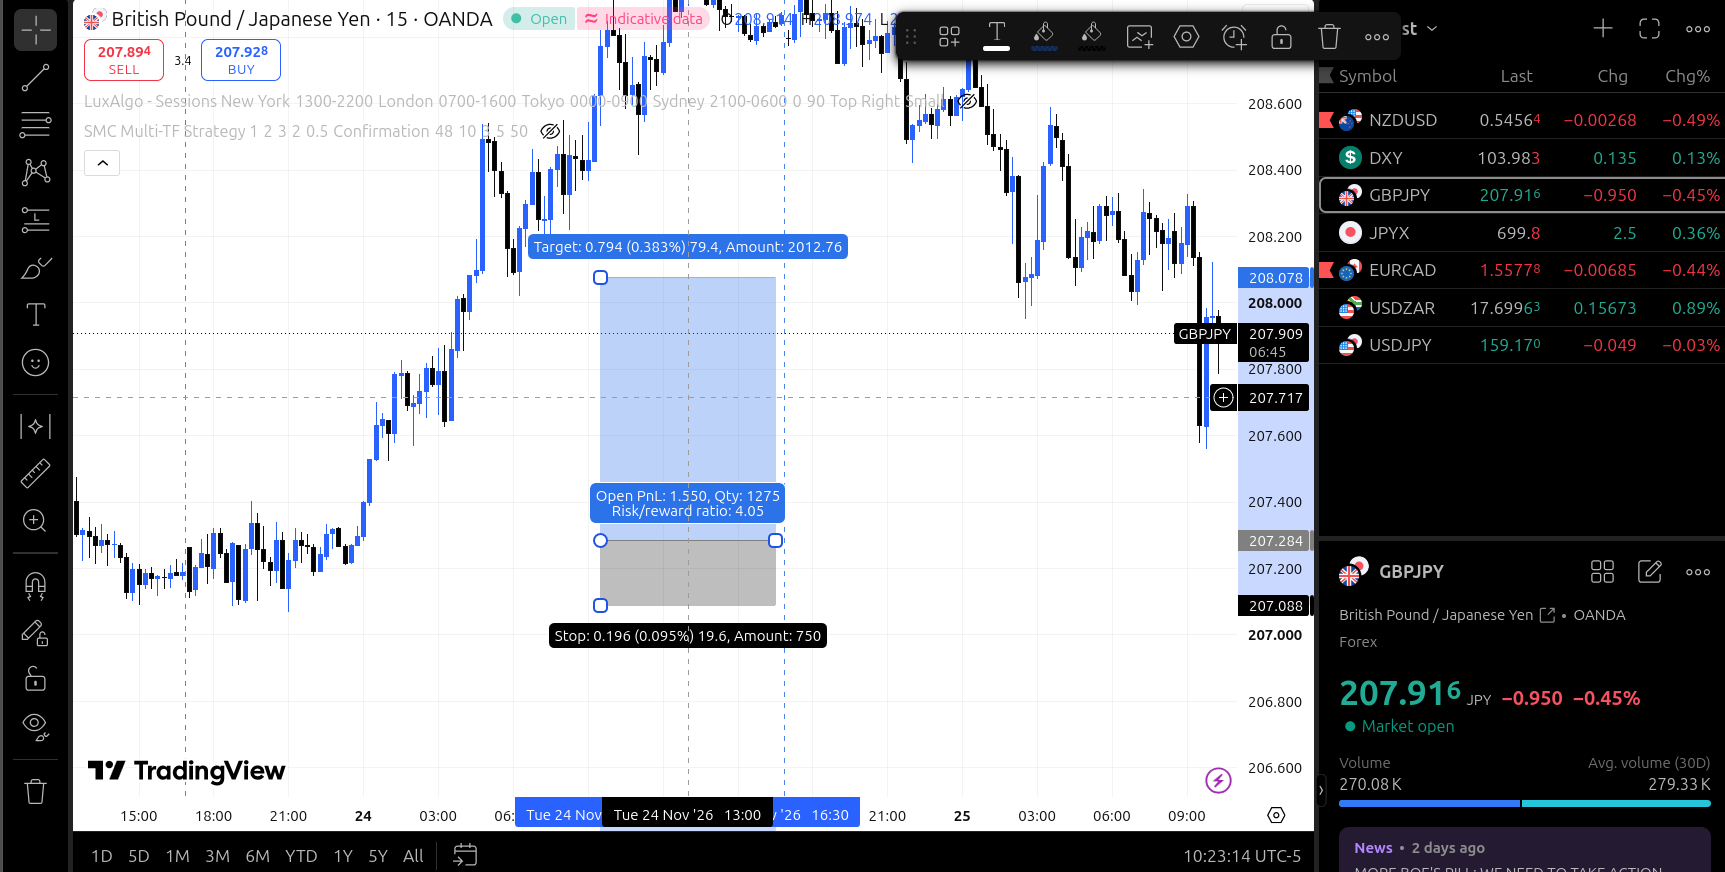 British Pound / Japanese Yen · 15 · OANDA
Open
Indicative data
207.894
SELL
3.4
207.928
BUY
LuxAlgo - Sessions New York 1300-2200 London 0700-1600 Tokyo 0000-0900 Sydney 2100-0600 0 90 Top Right Small
SMC Multi-TF Strategy 1 2 3 2 0.5 Confirmation 48 10 3 5 50
Target: 0.794 (0.383%) 79.4, Amount: 2012.76
Open PnL: 1.550, Qty: 1275
Risk/reward ratio: 4.05
Stop: 0.196 (0.095%) 19.6, Amount: 750
208.600
208.400
208.200
208.078
208.000
GBPJPY 207.909
06:45
207.800
207.717
207.600
207.400
207.284
207.200
207.088
207.000
206.800
206.600
TradingView
15:00 18:00 21:00 24 03:00 06: Tue 24 Nov Tue 24 Nov '26 13:00 '26 16:30 21:00 25 03:00 06:00 09:00
1D 5D 1M 3M 6M YTD 1Y 5Y All
10:23:14 UTC-5
st
Symbol Last Chg Chg%
NZDUSD 0.54564 −0.00268 −0.49%
DXY 103.983 0.135 0.13%
GBPJPY 207.916 −0.950 −0.45%
JPYX 699.8 2.5 0.36%
EURCAD 1.55778 −0.00685 −0.44%
USDZAR 17.69963 0.15673 0.89%
USDJPY 159.170 −0.049 −0.03%
GBPJPY
British Pound / Japanese Yen • OANDA
Forex
207.916 JPY −0.950 −0.45%
Market open
Volume Avg. volume (30D)
270.08 K 279.33 K
News • 2 days ago
MORE BOE'S PILL: WE NEED TO TAKE ACTION